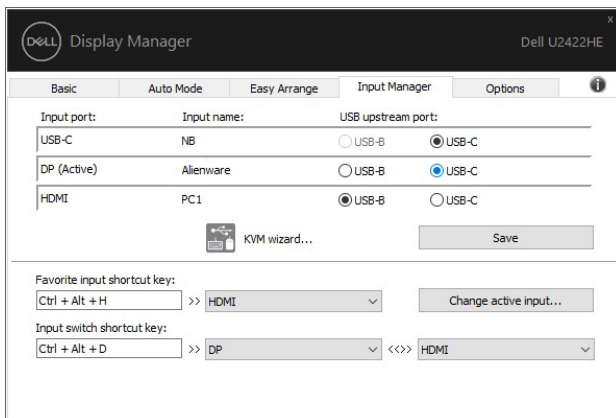 x
DELL Display Manager Dell U2422HE
Basic Auto Mode Easy Arrange Input Manager Options i
Input port: Input name: USB upstream port:
USB-C NB USB-B USB-C
DP (Active) Alienware USB-B USB-C
HDMI PC1 USB-B USB-C
KVM wizard... Save
Favorite input shortcut key:
Ctrl + Alt + H >> HDMI Change active input...
Input switch shortcut key:
Ctrl + Alt + D >> DP <<>> HDMI